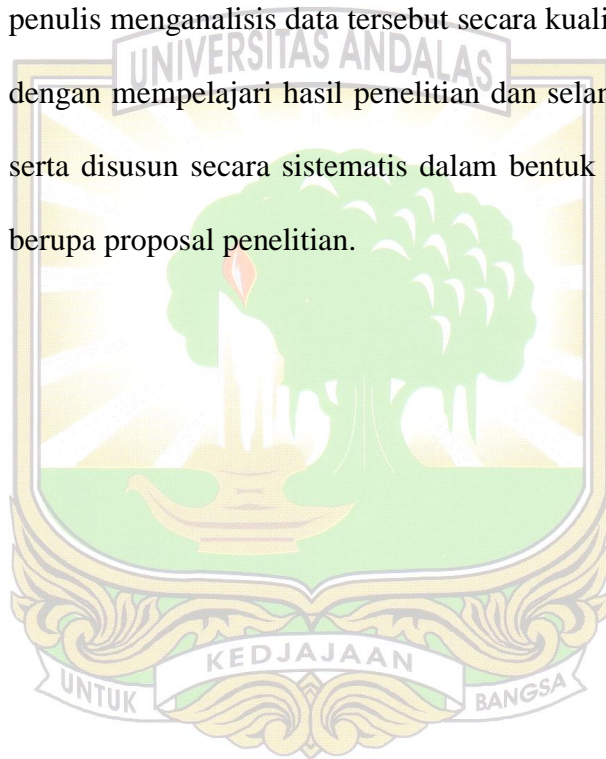 penulis menganalisis data tersebut secara kuali
UNIVERSITAS ANDALAS
dengan mempelajari hasil penelitian dan selan
serta disusun secara sistematis dalam bentuk
berupa proposal penelitian.
UNTUK KEDJAJAAN BANGSA